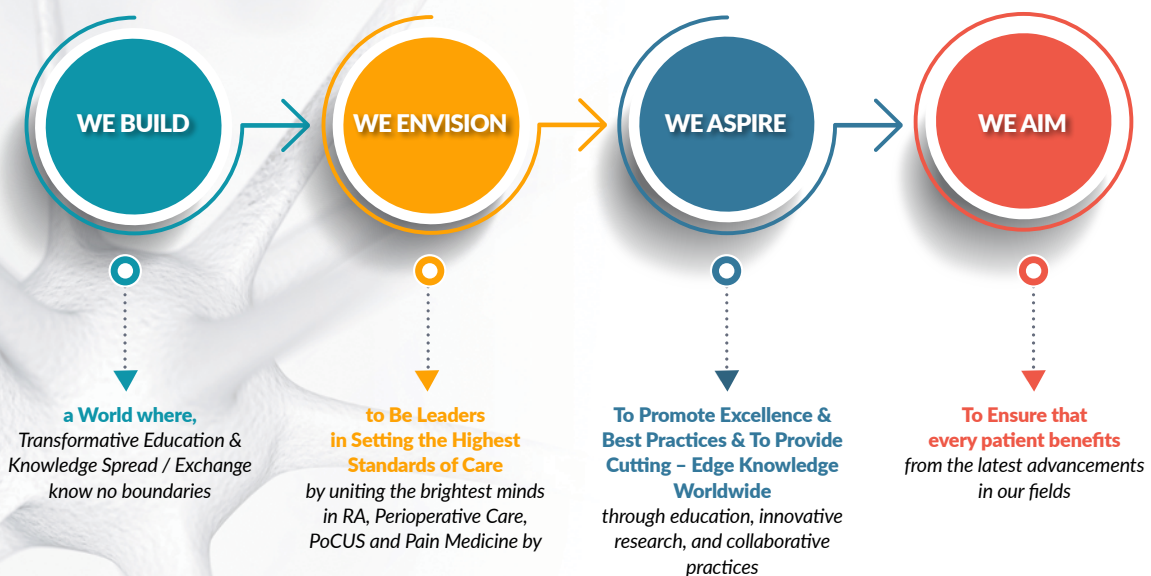 WE BUILD
WE ENVISION
WE ASPIRE
WE AIM
a World where,
Transformative Education &
Knowledge Spread / Exchange
know no boundaries
to Be Leaders
in Setting the Highest
Standards of Care
by uniting the brightest minds
in RA, Perioperative Care,
PoCUS and Pain Medicine by
To Promote Excellence &
Best Practices & To Provide
Cutting – Edge Knowledge
Worldwide
through education, innovative
research, and collaborative
practices
To Ensure that
every patient benefits
from the latest advancements
in our fields